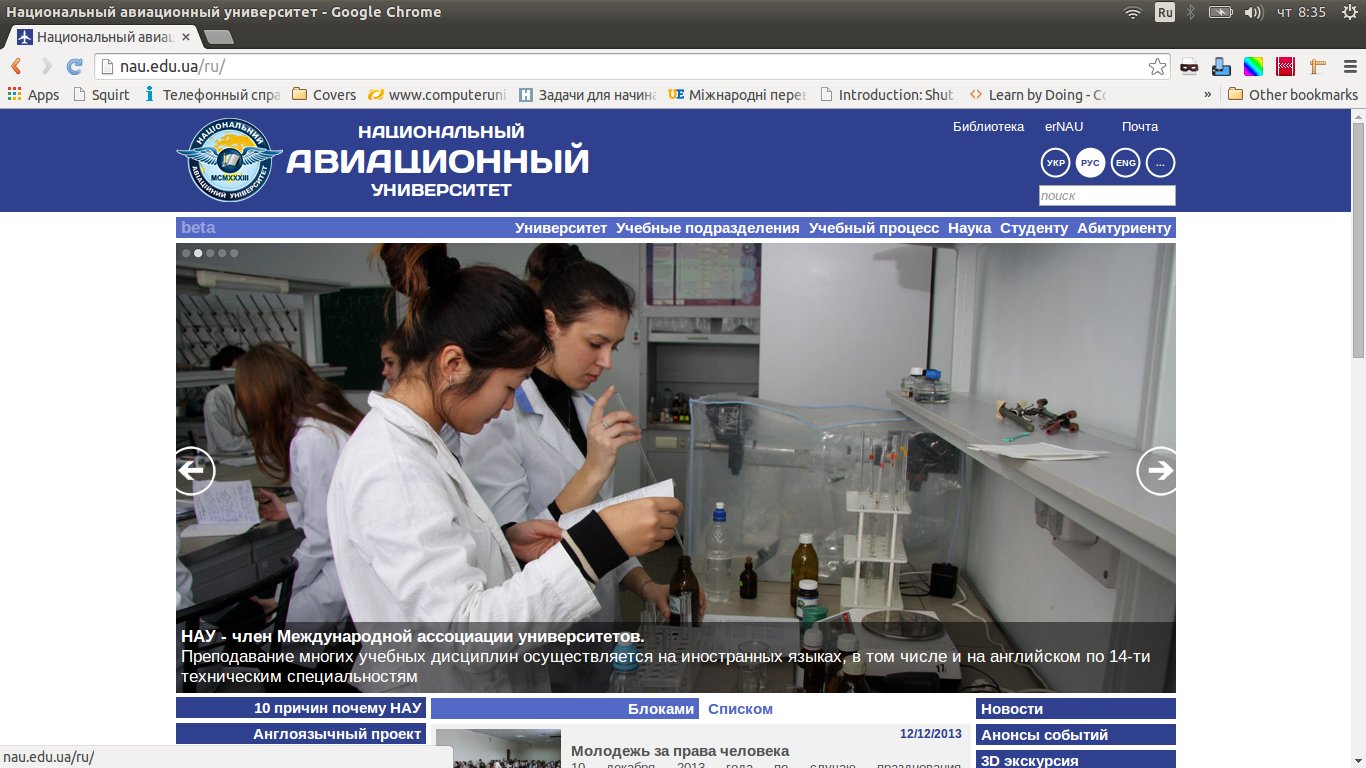 Национальный авиационный университет - Google Chrome
Ru
чт 8:35
Национальный авиац
nau.edu.ua/ru/
Apps
Squirt
Телефонный спра
Covers
www.computeruni
Задачи для начина
Міжнародні перев
Introduction: Shut
Learn by Doing - Co
»
Other bookmarks
НАЦІОНАЛЬНИЙ
MCMXXXIII
АВІАЦІЙНИЙ УНІВЕРСИТЕТ
НАЦИОНАЛЬНЫЙ
АВИАЦИОННЫЙ
УНИВЕРСИТЕТ
Библиотека erNAU Почта
УКР РУС ENG ...
поиск
beta
Университет Учебные подразделения Учебный процесс Наука Студенту Абитуриенту
НАУ - член Международной ассоциации университетов.
Преподавание многих учебных дисциплин осуществляется на иностранных языках, в том числе и на английском по 14-ти
техническим специальностям
10 причин почему НАУ
Англоязычный проект
Блоками Списком
12/12/2013
Молодежь за права человека
10 декабря 2013 года по случаю празднования
Новости
Анонсы событий
3D экскурсия
nau.edu.ua/ru/